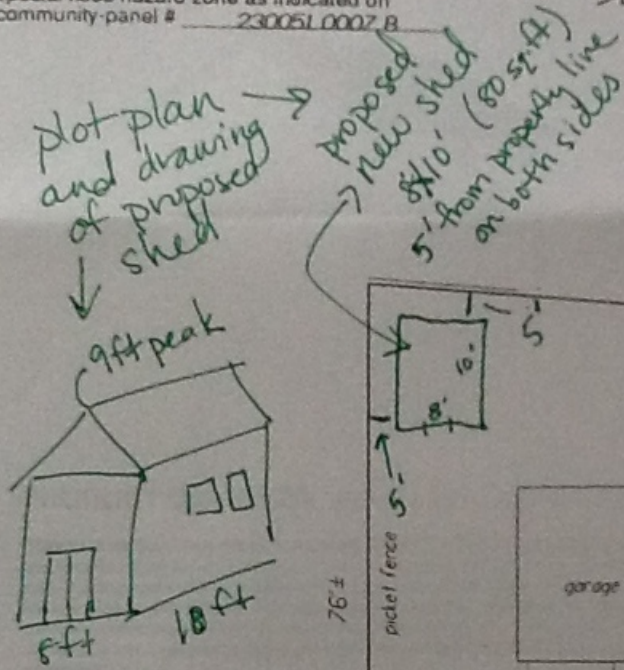 community-panel # 230051 0007 B
plot plan
and drawing
of proposed
shed
proposed
new shed
8'x10' (80 sq.ft)
5' from property line
on both sides
9ft peak
5'
10'
8'
5'
picket fence
76'±
garage
8ft
10 ft